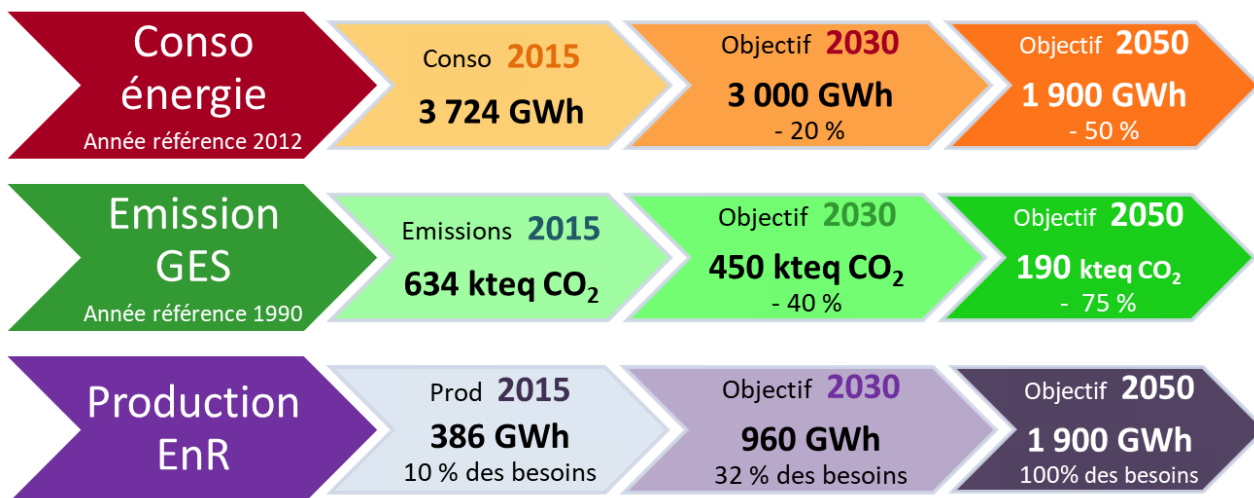 Conso
énergie
Année référence 2012
Conso 2015
3 724 GWh
Objectif 2030
3 000 GWh
- 20 %
Objectif 2050
1 900 GWh
- 50 %
Emission
GES
Année référence 1990
Emissions 2015
634 kteq CO₂
Objectif 2030
450 kteq CO₂
- 40 %
Objectif 2050
190 kteq CO₂
- 75 %
Production
EnR
Prod 2015
386 GWh
10 % des besoins
Objectif 2030
960 GWh
32 % des besoins
Objectif 2050
1 900 GWh
100% des besoins